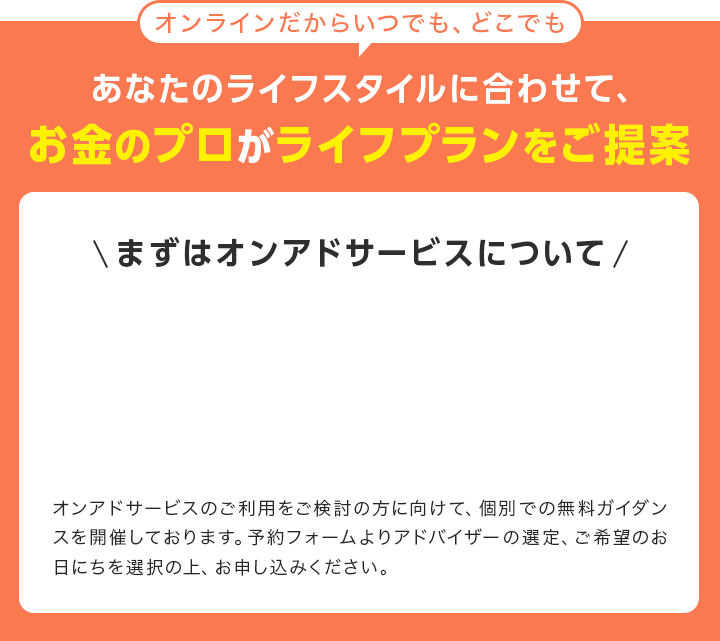 オンラインだからいつでも、どこでも
あなたのライフスタイルに合わせて、
お金のプロがライフプランをご提案
\ まずはオンアドサービスについて /
オンアドサービスのご利用をご検討の方に向けて、個別での無料ガイダン
スを開催しております。予約フォームよりアドバイザーの選定、ご希望のお
日にちを選択の上、お申し込みください。